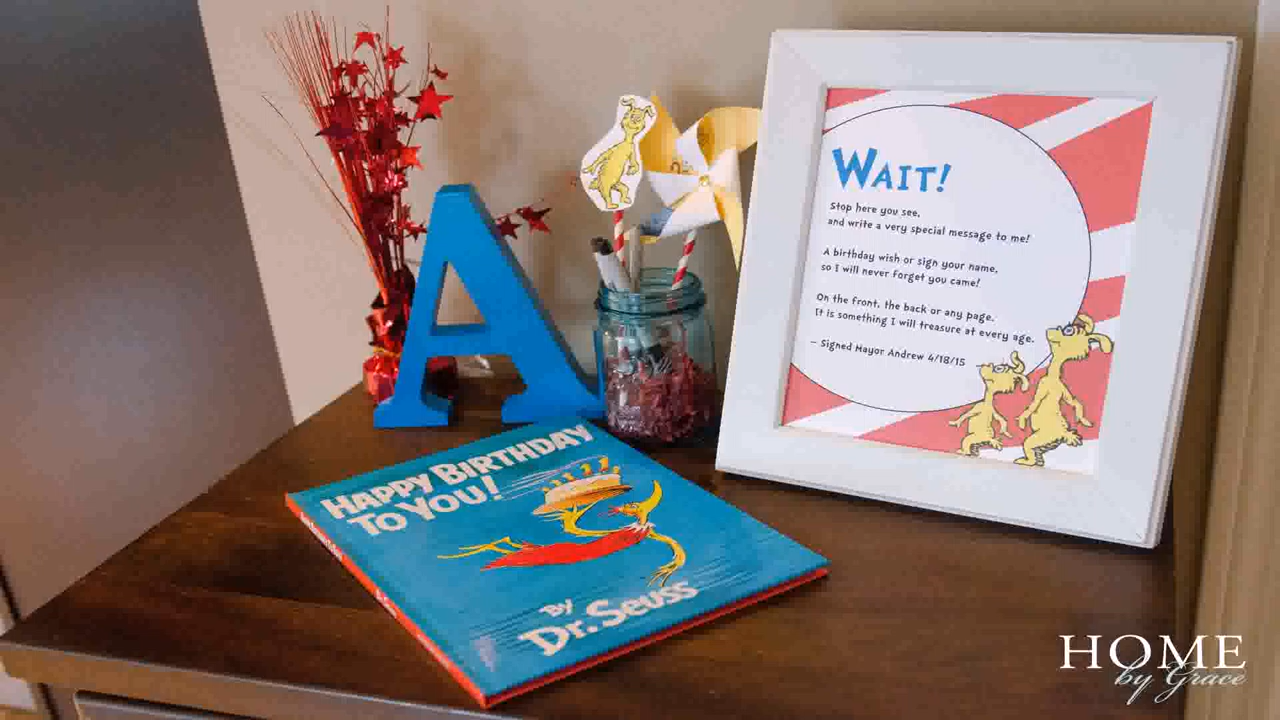 WAIT!
Stop here you see,
and write a very special message to me!
A birthday wish or sign your name,
so I will never forget you came!
On the front, the back or any page.
It is something I will treasure at every age.
– Signed Mayor Andrew 4/18/15
A
HAPPY BIRTHDAY
TO YOU!
BY
Dr. Seuss
HOME
by Grace